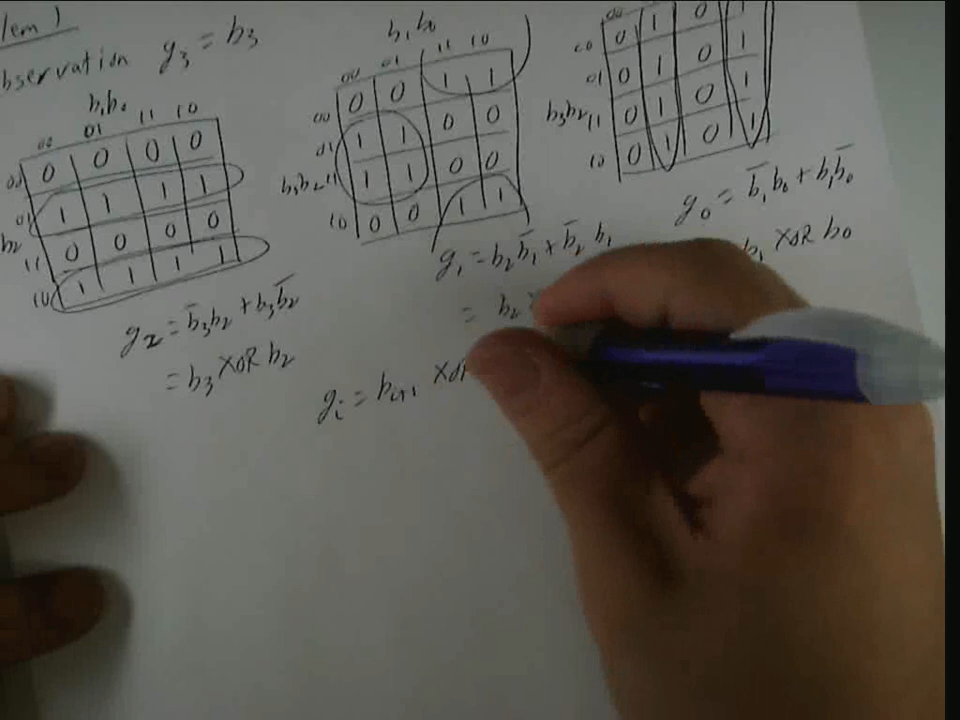 lem 1
bservation g₃ = b₃
b₁b₀
00 01 11 10
00 0 0 0 0
01 1 1 1 1
b₂
11 0 0 0 0
10 1 1 1 1
g₂ = b̅₃b₂ + b₃b̅₂
= b₃ XOR b₂
b₁b₀
00 01 11 10
00 0 0 1 1
01 1 1 0 0
b₃b₂ 11 1 1 0 0
10 0 0 1 1
g₁ = b₂b̅₁ + b̅₂b₁
= b₂
00
00 0 1 0 1
01 0 1 0 1
b₃b₂ 11 0 1 0 1
10 0 1 0 1
g₀ = b̅₁b₀ + b₁b̅₀
b₁ XOR b₀
gᵢ = bᵢ₊₁ XOR